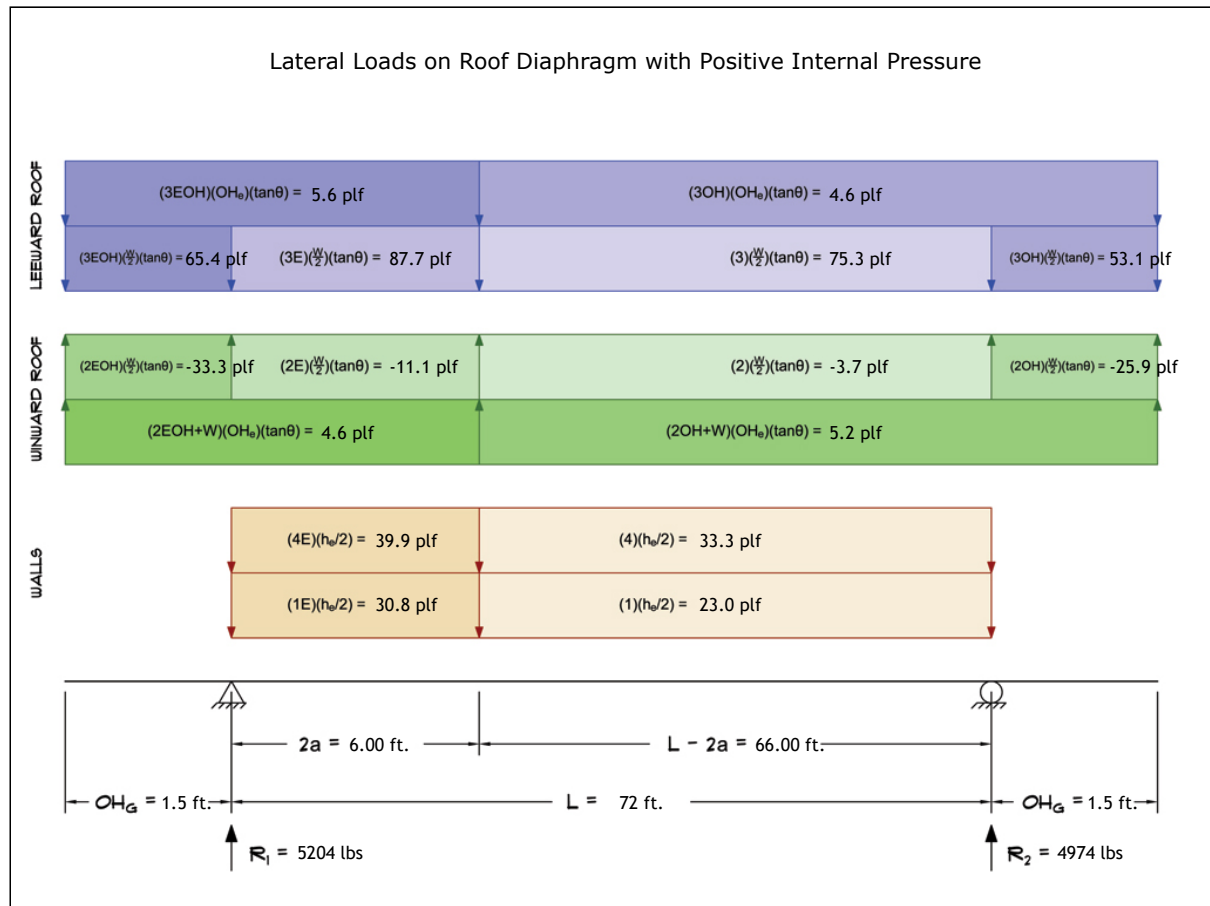 Lateral Loads on Roof Diaphragm with Positive Internal Pressure
LEEWARD ROOF
(3EOH)(OHₑ)(tanθ) = 5.6 plf
(3OH)(OHₑ)(tanθ) = 4.6 plf
(3EOH)(W/2)(tanθ) = 65.4 plf
(3E)(W/2)(tanθ) = 87.7 plf
(3)(W/2)(tanθ) = 75.3 plf
(3OH)(W/2)(tanθ) = 53.1 plf
WINWARD ROOF
(2EOH)(W/2)(tanθ) = -33.3 plf
(2E)(W/2)(tanθ) = -11.1 plf
(2)(W/2)(tanθ) = -3.7 plf
(2OH)(W/2)(tanθ) = -25.9 plf
(2EOH+W)(OHₑ)(tanθ) = 4.6 plf
(2OH+W)(OHₑ)(tanθ) = 5.2 plf
WALLS
(4E)(hₑ/2) = 39.9 plf
(4)(hₑ/2) = 33.3 plf
(1E)(hₑ/2) = 30.8 plf
(1)(hₑ/2) = 23.0 plf
2a = 6.00 ft.
L - 2a = 66.00 ft.
OH_G = 1.5 ft.
L = 72 ft.
OH_G = 1.5 ft.
R₁ = 5204 lbs
R₂ = 4974 lbs